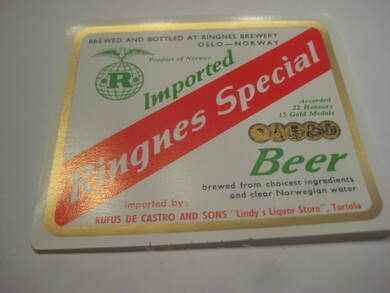 BREWED AND BOTTLED AT RINGNES BREWERY
OSLO—NORWAY
Product of Norway
R
Imported
Ringnes Special
Accorded
22 Honours
15 Gold Medals
Beer
brewed from choicest ingredients
and clear Norwegian water
imported by:
RUFUS DE CASTRO AND SONS "Lindy's Liquor Store", Tortola